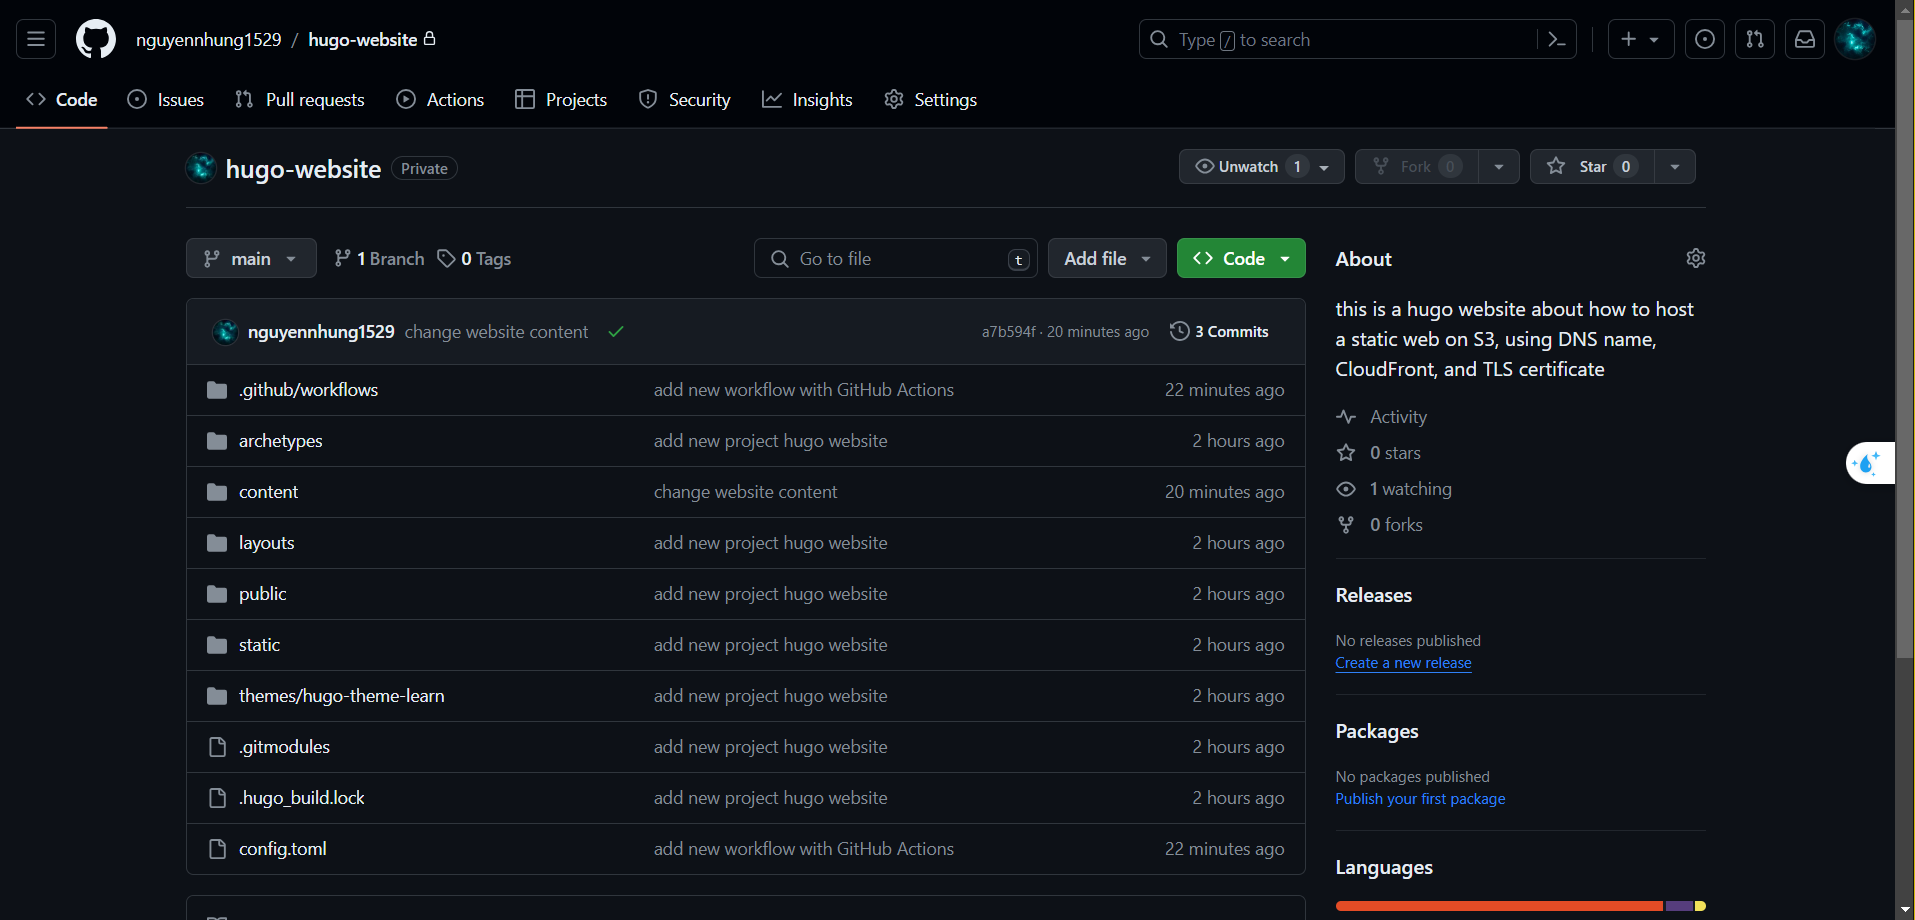 nguyennhung1529 / hugo-website
Type / to search
Code Issues Pull requests Actions Projects Security Insights Settings
hugo-website Private
Unwatch 1 Fork 0 Star 0
main 1 Branch 0 Tags Go to file t Add file Code
nguyennhung1529 change website content a7b594f · 20 minutes ago 3 Commits
.github/workflows add new workflow with GitHub Actions 22 minutes ago
archetypes add new project hugo website 2 hours ago
content change website content 20 minutes ago
layouts add new project hugo website 2 hours ago
public add new project hugo website 2 hours ago
static add new project hugo website 2 hours ago
themes/hugo-theme-learn add new project hugo website 2 hours ago
.gitmodules add new project hugo website 2 hours ago
.hugo_build.lock add new project hugo website 2 hours ago
config.toml add new workflow with GitHub Actions 22 minutes ago
About
this is a hugo website about how to host
a static web on S3, using DNS name,
CloudFront, and TLS certificate
Activity
0 stars
1 watching
0 forks
Releases
No releases published
Create a new release
Packages
No packages published
Publish your first package
Languages